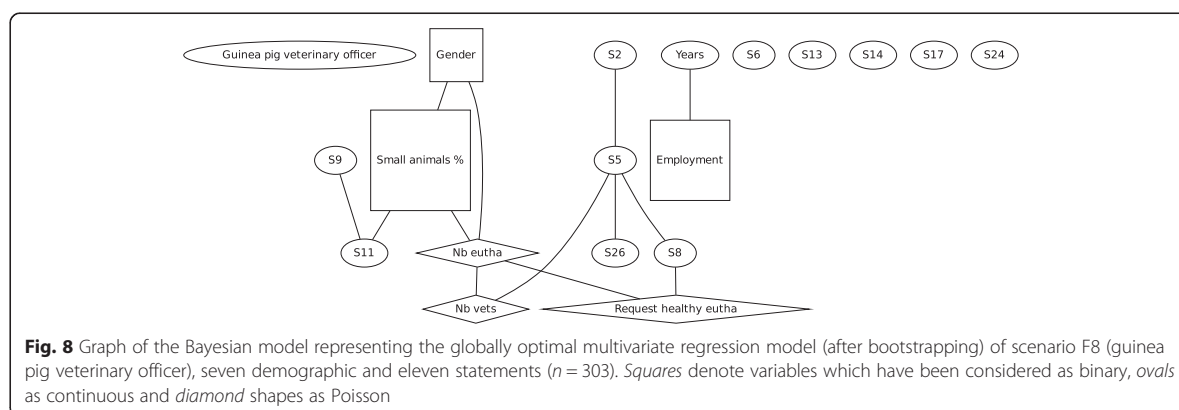 Guinea pig veterinary officer
Gender
S2
Years
S6
S13
S14
S17
S24
S9
Small animals %
S5
Employment
S11
Nb eutha
S26
S8
Nb vets
Request healthy eutha
Fig. 8 Graph of the Bayesian model representing the globally optimal multivariate regression model (after bootstrapping) of scenario F8 (guinea
pig veterinary officer), seven demographic and eleven statements (n = 303). Squares denote variables which have been considered as binary, ovals
as continuous and diamond shapes as Poisson